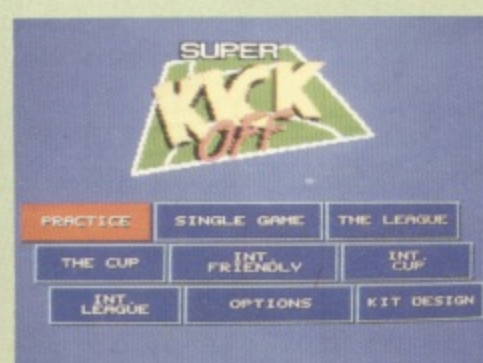 SUPER
KICK
OFF
PRACTICE
SINGLE GAME
THE LEAGUE
THE CUP
INT.
FRIENDLY
INT.
CUP
INT.
LEAGUE
OPTIONS
KIT DESIGN